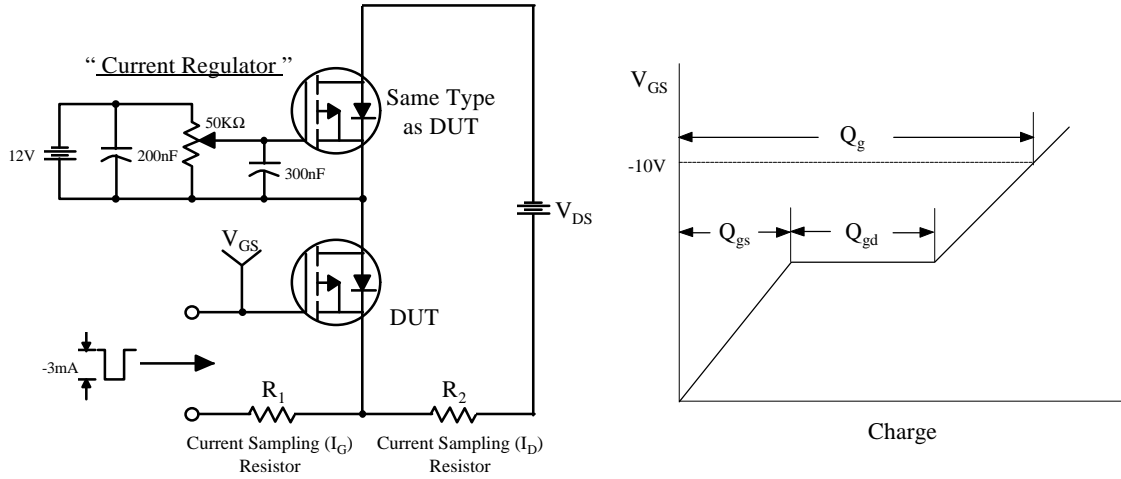 “ Current Regulator ”
50KΩ
12V
200nF
300nF
Same Type
as DUT
V_DS
V_GS
DUT
-3mA
R_1
R_2
Current Sampling (I_G)
Resistor
Current Sampling (I_D)
Resistor
V_GS
Q_g
-10V
Q_gs
Q_gd
Charge